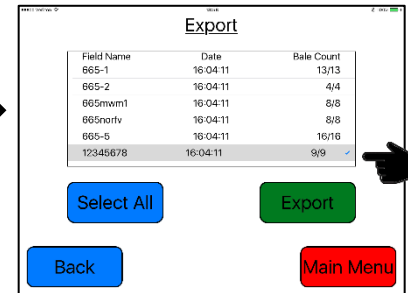 Export
Field Name Date Bale Count
665-1 16:04:11 13/13
665-2 16:04:11 4/4
665mwm1 16:04:11 8/8
665norfv 16:04:11 8/8
665-5 16:04:11 16/16
12345678 16:04:11 9/9
Select All Export
Back Main Menu